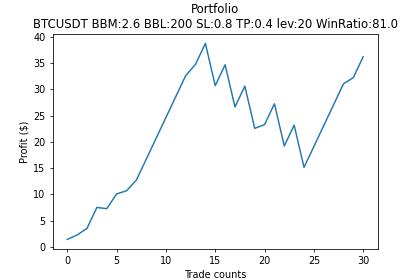 Portfolio
BTCUSDT BBM:2.6 BBL:200 SL:0.8 TP:0.4 lev:20 WinRatio:81.0
40
35
30
25
20
15
10
5
0
Profit ($)
0 5 10 15 20 25 30
Trade counts